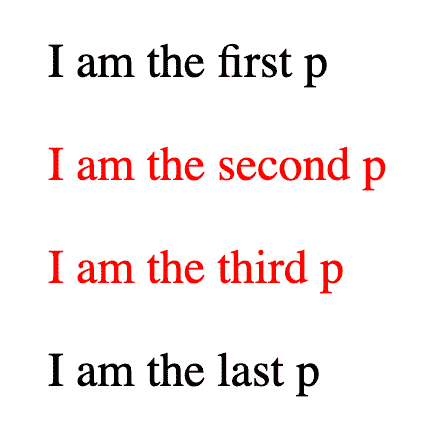 I am the first p
I am the second p
I am the third p
I am the last p